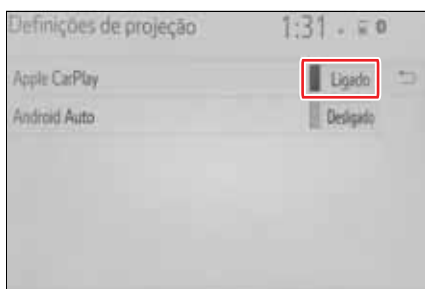 Definições de projeção 1:31
Apple CarPlay Ligado
Android Auto Desligado